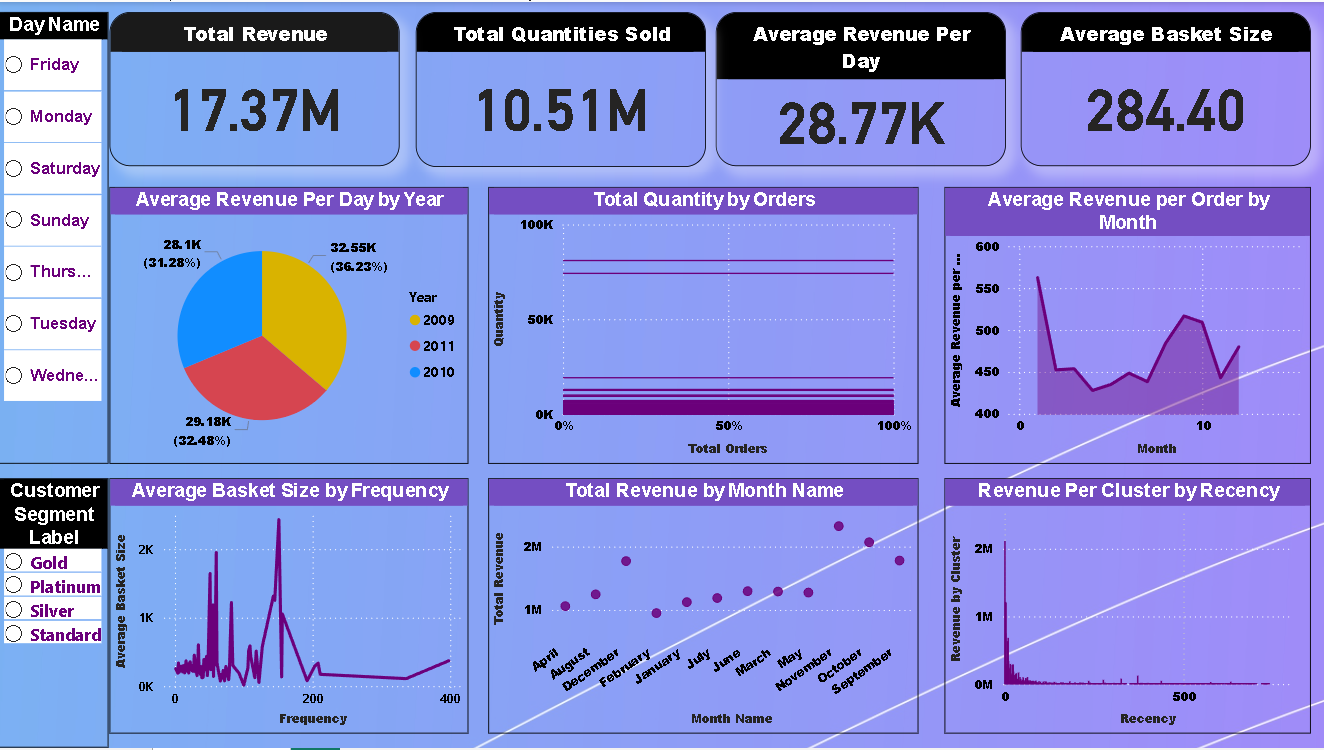 Day Name
Friday
Monday
Saturday
Sunday
Thurs...
Tuesday
Wedne...
Total Revenue
17.37M
Total Quantities Sold
10.51M
Average Revenue Per
Day
28.77K
Average Basket Size
284.40
Average Revenue Per Day by Year
28.1K
(31.28%)
32.55K
(36.23%)
29.18K
(32.48%)
Year
2009
2011
2010
Total Quantity by Orders
Quantity
100K
50K
0K
0%
50%
100%
Total Orders
Average Revenue per Order by
Month
Average Revenue per ...
600
550
500
450
400
0
10
Month
Customer
Segment
Label
Gold
Platinum
Silver
Standard
Average Basket Size by Frequency
Average Basket Size
2K
1K
0K
0
200
400
Frequency
Total Revenue by Month Name
Total Revenue
2M
1M
April
August
December
February
January
July
June
March
May
November
October
September
Month Name
Revenue Per Cluster by Recency
Revenue by Cluster
2M
1M
0M
0
500
Recency